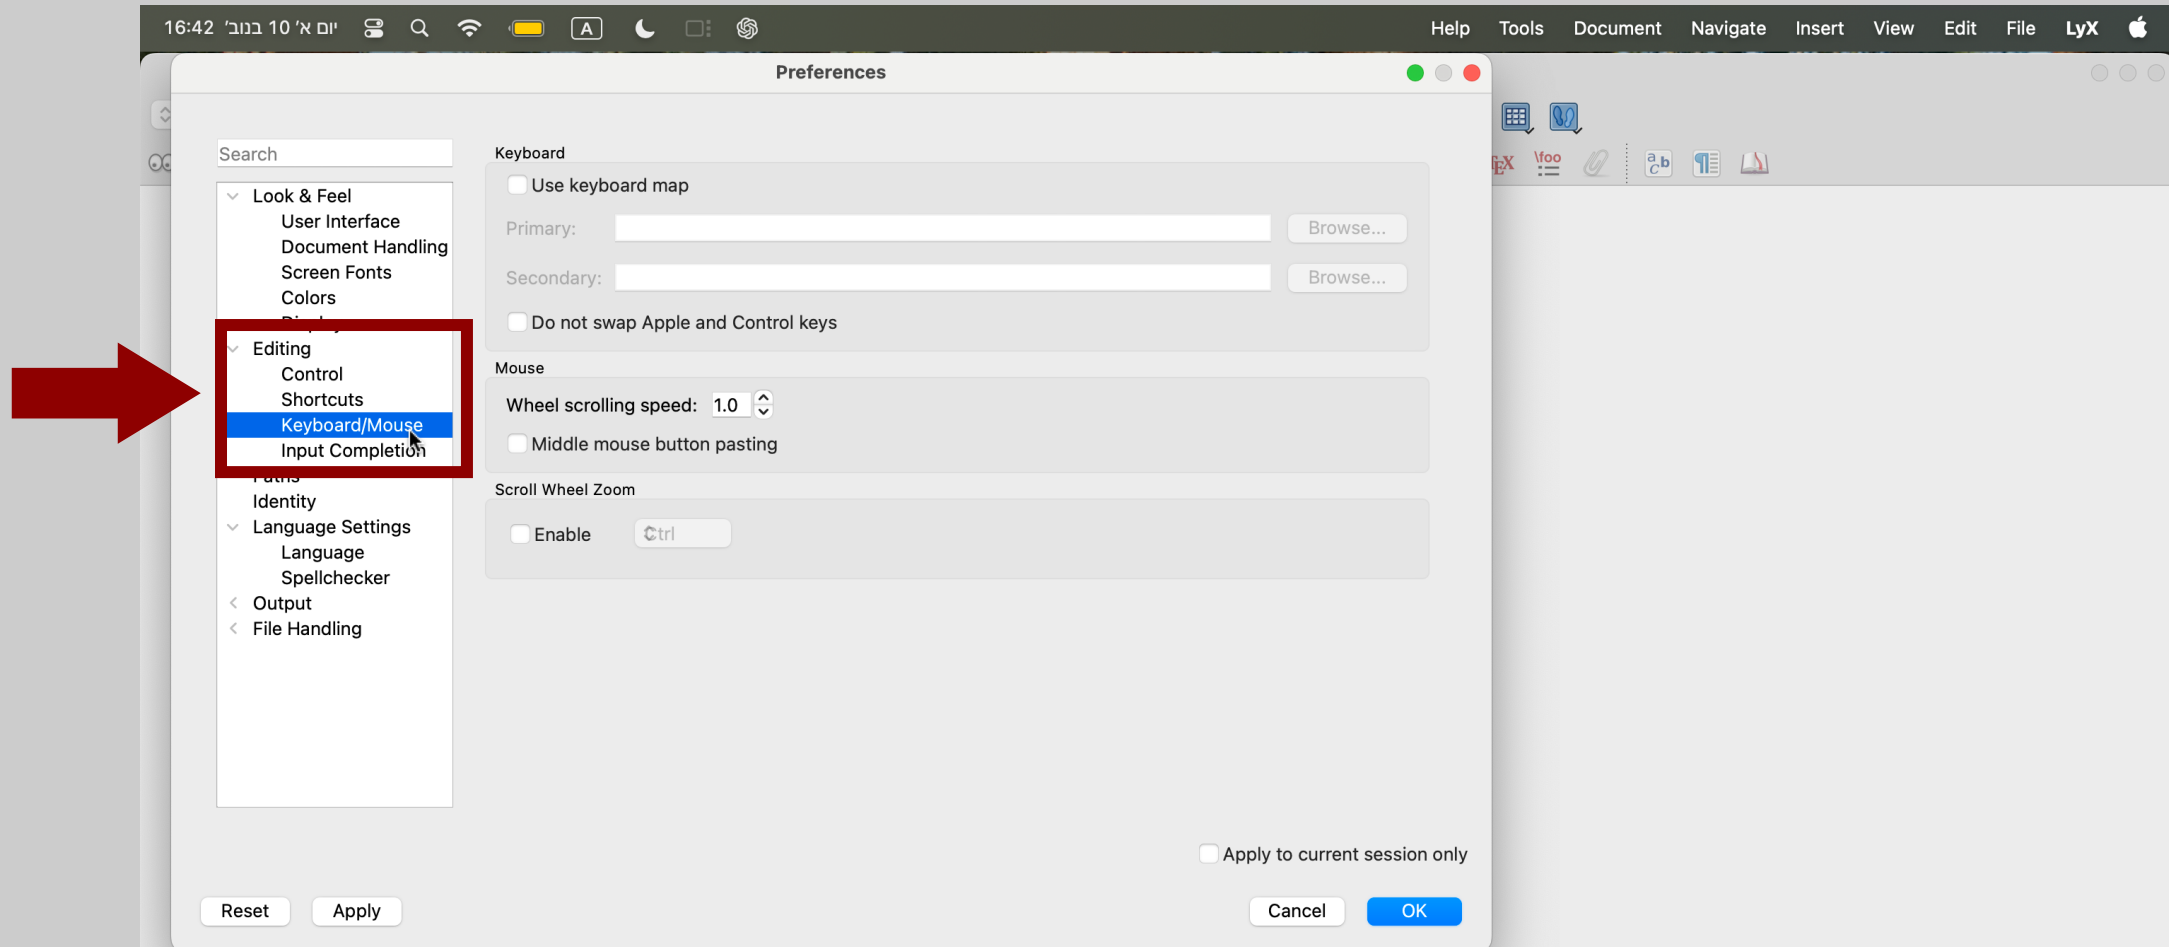 16:42 יום א׳ 10 בנוב׳ A Help Tools Document Navigate Insert View Edit File LyX
Preferences
Search
Look & Feel
User Interface
Document Handling
Screen Fonts
Colors
Editing
Control
Shortcuts
Keyboard/Mouse
Input Completion
Paths
Identity
Language Settings
Language
Spellchecker
Output
File Handling
Keyboard
Use keyboard map
Primary: Browse...
Secondary: Browse...
Do not swap Apple and Control keys
Mouse
Wheel scrolling speed: 1.0
Middle mouse button pasting
Scroll Wheel Zoom
Enable Ctrl
\foo
a b c
Apply to current session only
Reset Apply Cancel OK